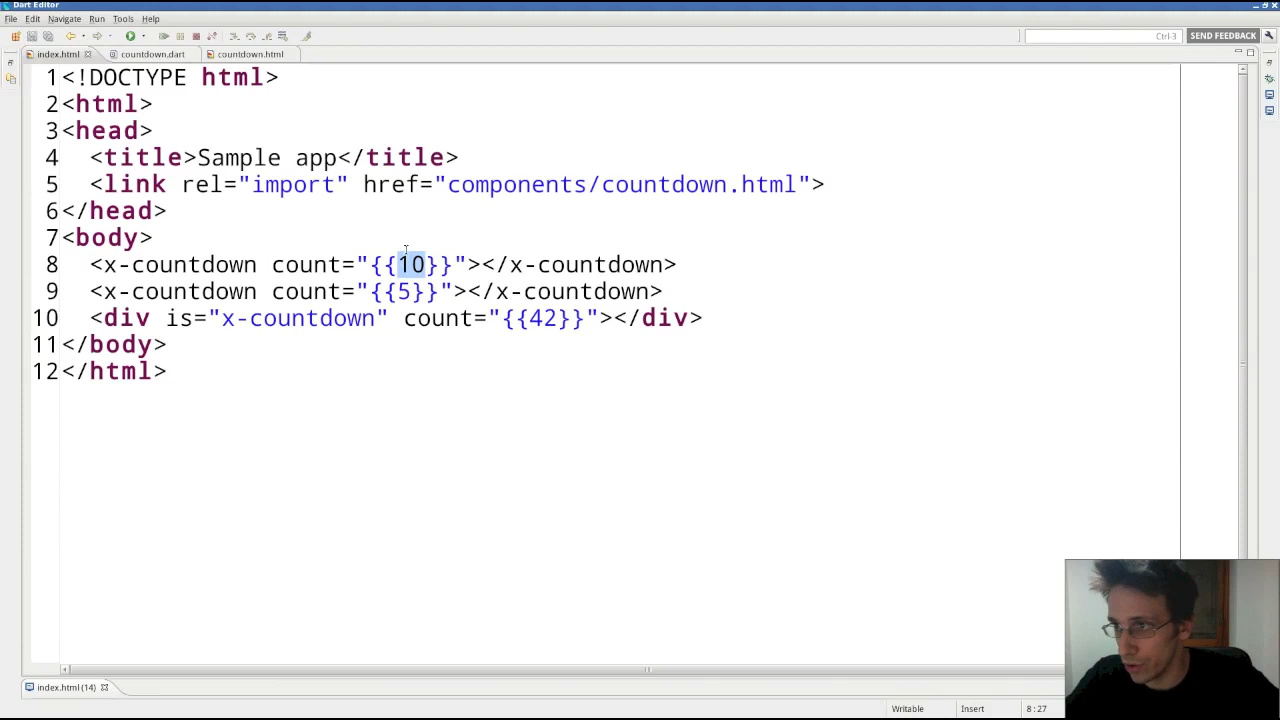 Dart Editor
File Edit Navigate Run Tools Help
Ctrl-3 SEND FEEDBACK
index.html countdown.dart countdown.html
1 <!DOCTYPE html>
2 <html>
3 <head>
4 <title>Sample app</title>
5 <link rel="import" href="components/countdown.html">
6 </head>
7 <body>
8 <x-countdown count="{{10}}"></x-countdown>
9 <x-countdown count="{{5}}"></x-countdown>
10 <div is="x-countdown" count="{{42}}"></div>
11 </body>
12 </html>
index.html (14)
Writable Insert 8:27